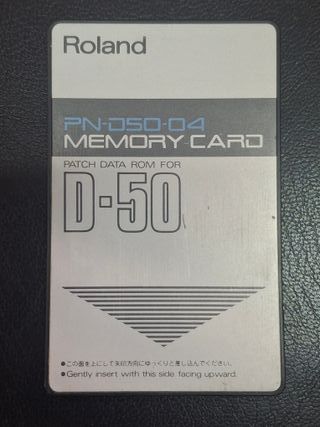 Roland
PN-D50-04
MEMORY CARD
PATCH DATA ROM FOR
D-50
●この面を上にして矢印方向にゆっくりと差し込んでください。
●Gently insert with this side facing upward.